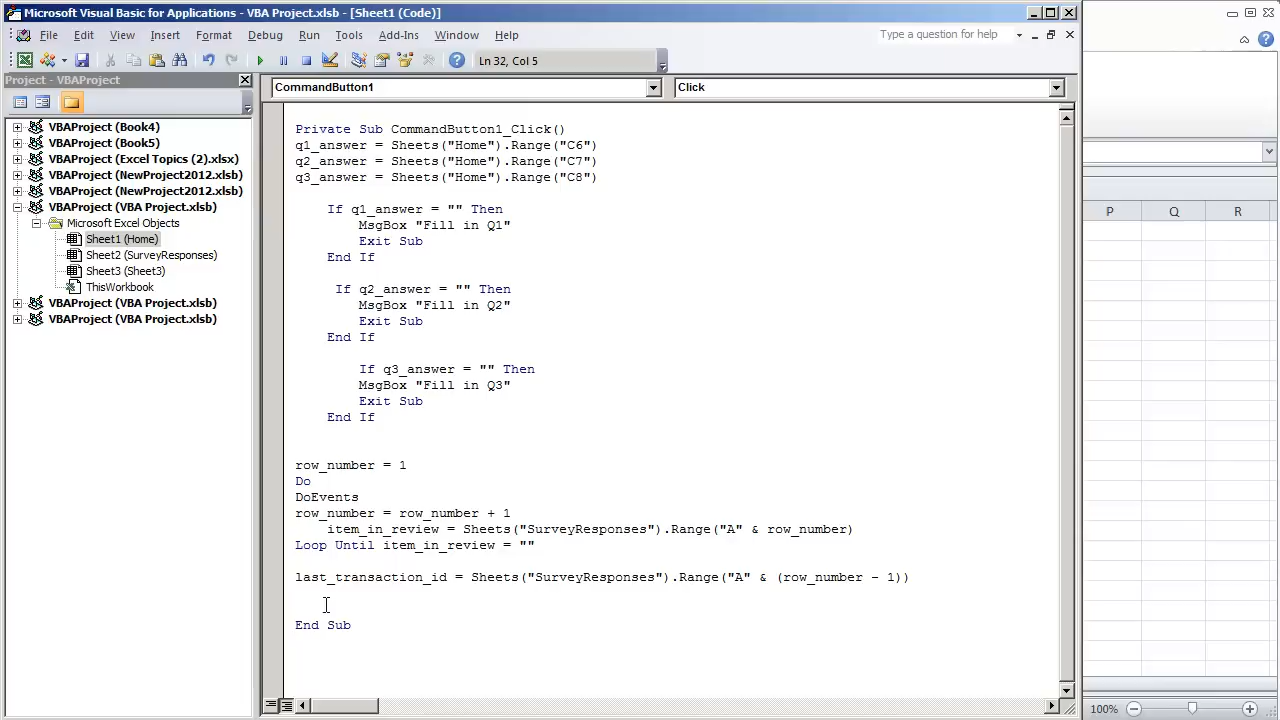 Microsoft Visual Basic for Applications - VBA Project.xlsb - [Sheet1 (Code)]
File Edit View Insert Format Debug Run Tools Add-Ins Window Help
Type a question for help
Ln 32, Col 5
Project - VBAProject
CommandButton1
Click
VBAProject (Book4)
VBAProject (Book5)
VBAProject (Excel Topics (2).xlsx)
VBAProject (NewProject2012.xlsb)
VBAProject (NewProject2012.xlsb)
VBAProject (VBA Project.xlsb)
Microsoft Excel Objects
Sheet1 (Home)
Sheet2 (SurveyResponses)
Sheet3 (Sheet3)
ThisWorkbook
VBAProject (VBA Project.xlsb)
VBAProject (VBA Project.xlsb)
Private Sub CommandButton1_Click()
q1_answer = Sheets("Home").Range("C6")
q2_answer = Sheets("Home").Range("C7")
q3_answer = Sheets("Home").Range("C8")
If q1_answer = "" Then
MsgBox "Fill in Q1"
Exit Sub
End If
If q2_answer = "" Then
MsgBox "Fill in Q2"
Exit Sub
End If
If q3_answer = "" Then
MsgBox "Fill in Q3"
Exit Sub
End If
row_number = 1
Do
DoEvents
row_number = row_number + 1
item_in_review = Sheets("SurveyResponses").Range("A" & row_number)
Loop Until item_in_review = ""
last_transaction_id = Sheets("SurveyResponses").Range("A" & (row_number - 1))
End Sub
P Q R
100%